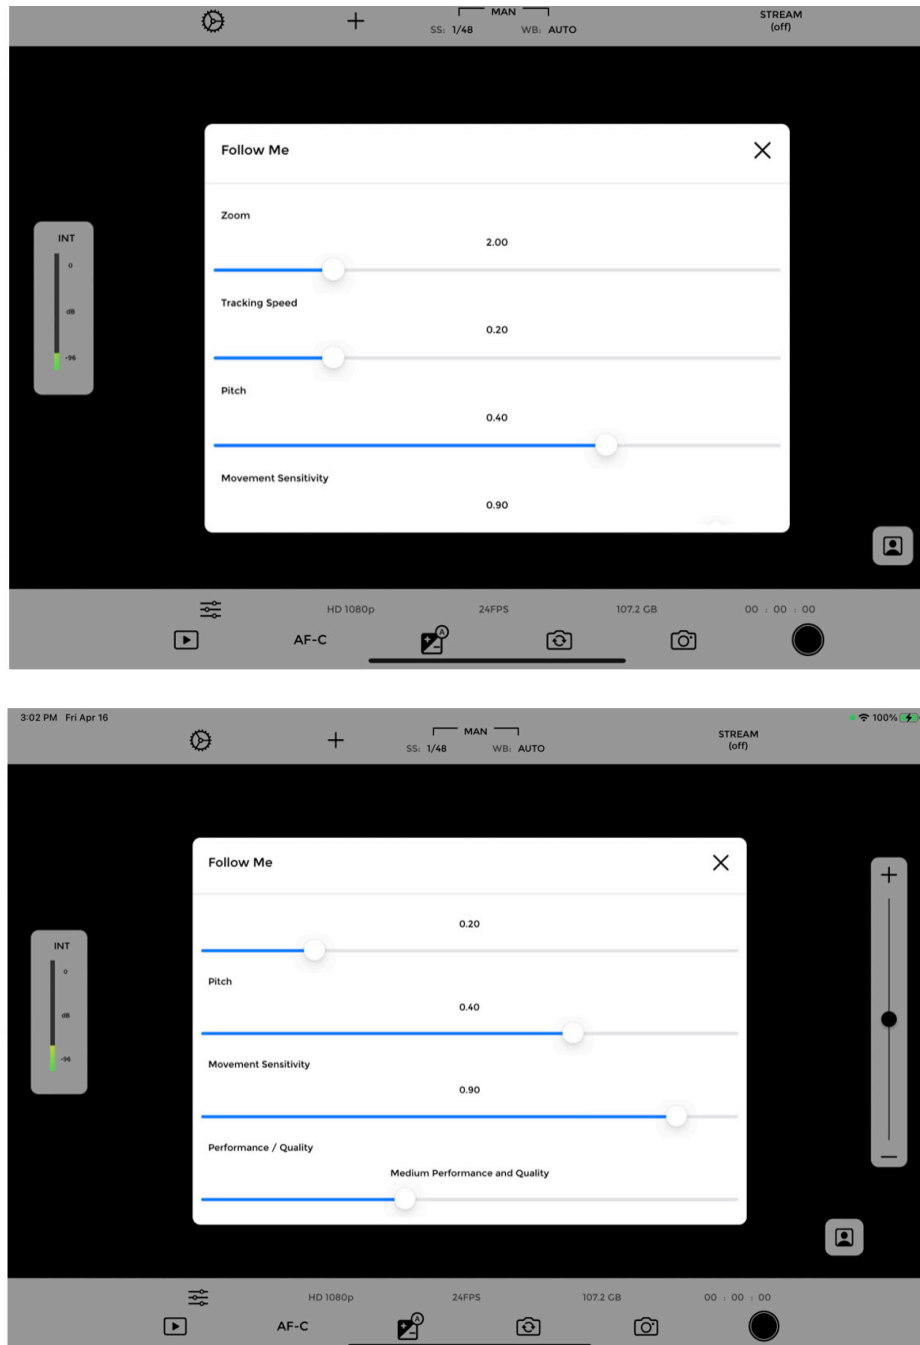 MAN
STREAM
SS: 1/48 WB: AUTO (off)
Follow Me
Zoom
INT
2.00
0
Tracking Speed
dB
0.20
-96
Pitch
0.40
Movement Sensitivity
0.90
HD 1080p 24FPS 107.2 GB 00 : 00 : 00
AF-C A
3:02 PM Fri Apr 16 100%
MAN
STREAM
SS: 1/48 WB: AUTO (off)
Follow Me
0.20
INT
0
Pitch
0.40
dB
-96
Movement Sensitivity
0.90
Performance / Quality
Medium Performance and Quality
HD 1080p 24FPS 107.2 GB 00 : 00 : 00
AF-C A